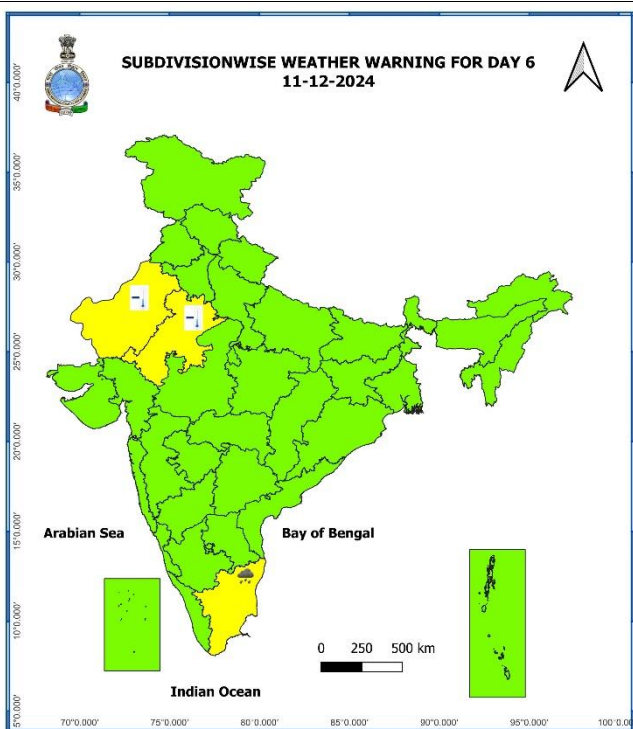 SUBDIVISIONWISE WEATHER WARNING FOR DAY 6
11-12-2024
40°0.000'
35°0.000'
30°0.000'
25°0.000'
20°0.000'
15°0.000'
10°0.000'
5°0.000'
Arabian Sea
Bay of Bengal
0 250 500 km
Indian Ocean
70°0.000' 75°0.000' 80°0.000' 85°0.000' 90°0.000' 95°0.000' 100°0.0